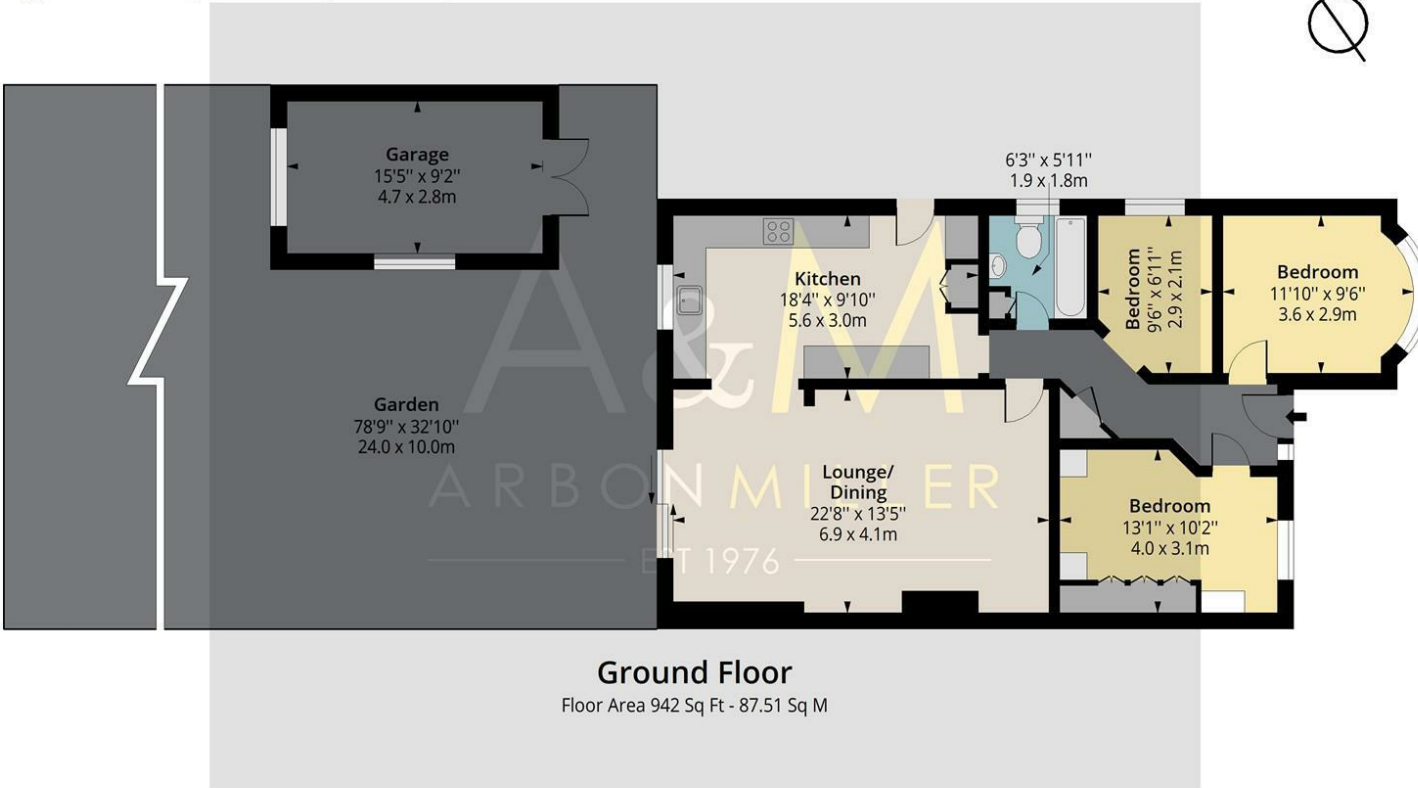 Garage
15'5" x 9'2"
4.7 x 2.8m
6'3" x 5'11"
1.9 x 1.8m
Kitchen
18'4" x 9'10"
5.6 x 3.0m
Bedroom
9'6" x 6'11"
2.9 x 2.1m
Bedroom
11'10" x 9'6"
3.6 x 2.9m
Garden
78'9" x 32'10"
24.0 x 10.0m
Lounge/
Dining
22'8" x 13'5"
6.9 x 4.1m
Bedroom
13'1" x 10'2"
4.0 x 3.1m
A&M
ARBON MILLER
EST 1976
Ground Floor
Floor Area 942 Sq Ft - 87.51 Sq M